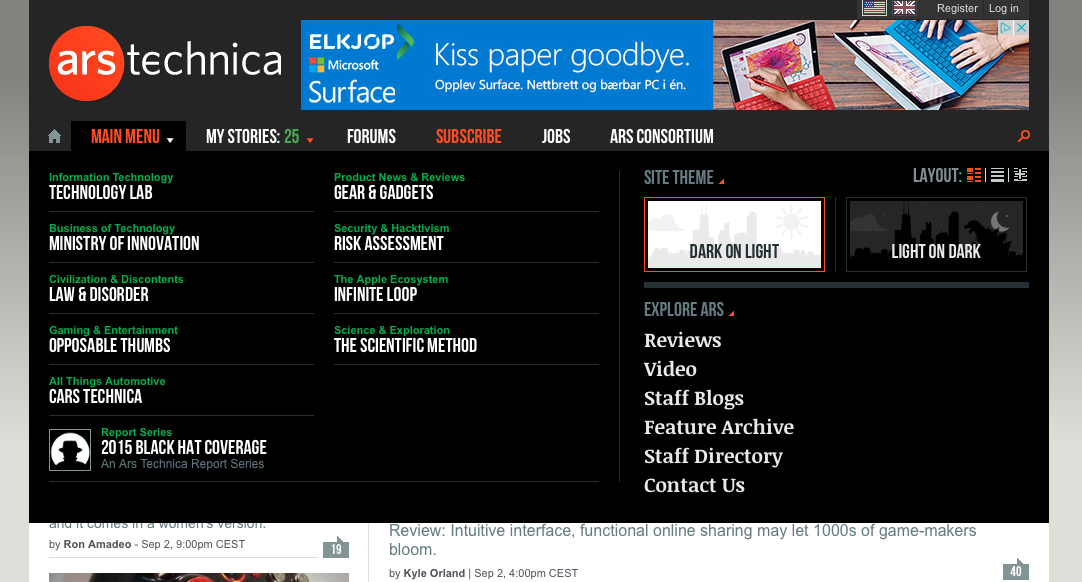 Register Log in
ars technica
ELKJOP
Microsoft
Surface
Kiss paper goodbye.
Opplev Surface. Nettbrett og bærbar PC i én.
MAIN MENU MY STORIES: 25 FORUMS SUBSCRIBE JOBS ARS CONSORTIUM
Information Technology
TECHNOLOGY LAB
Business of Technology
MINISTRY OF INNOVATION
Civilization & Discontents
LAW & DISORDER
Gaming & Entertainment
OPPOSABLE THUMBS
All Things Automotive
CARS TECHNICA
Report Series
2015 BLACK HAT COVERAGE
An Ars Technica Report Series
Product News & Reviews
GEAR & GADGETS
Security & Hacktivism
RISK ASSESSMENT
The Apple Ecosystem
INFINITE LOOP
Science & Exploration
THE SCIENTIFIC METHOD
SITE THEME
LAYOUT:
DARK ON LIGHT
LIGHT ON DARK
EXPLORE ARS
Reviews
Video
Staff Blogs
Feature Archive
Staff Directory
Contact Us
and it comes in a women's version.
by Ron Amadeo - Sep 2, 9:00pm CEST
19
Review: Intuitive interface, functional online sharing may let 1000s of game-makers
bloom.
by Kyle Orland | Sep 2, 4:00pm CEST
40